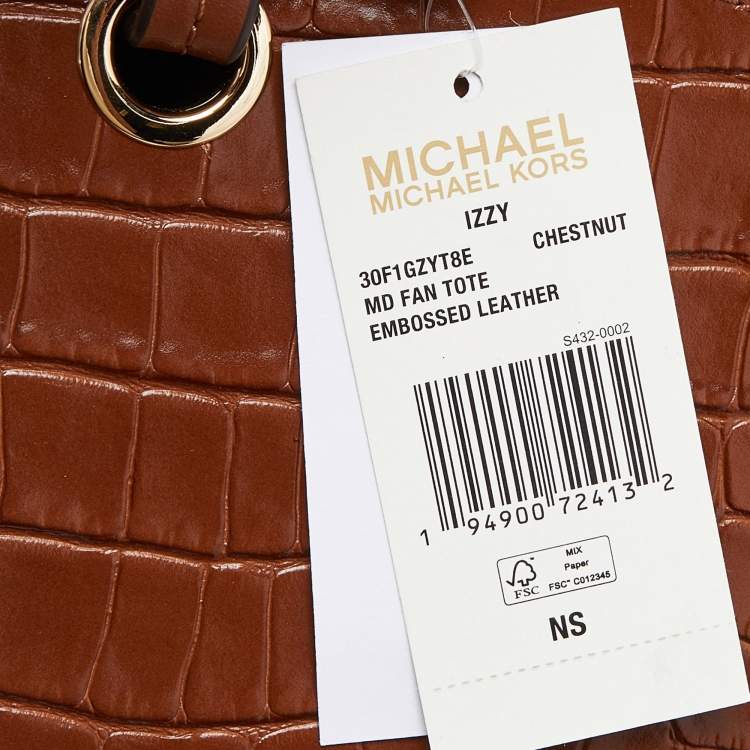 MICHAEL
MICHAEL KORS
IZZY
30F1GZYT8E CHESTNUT
MD FAN TOTE
EMBOSSED LEATHER
S432-0002
1 94900 72413 2
FSC
MIX
Paper
FSC™ C012345
NS